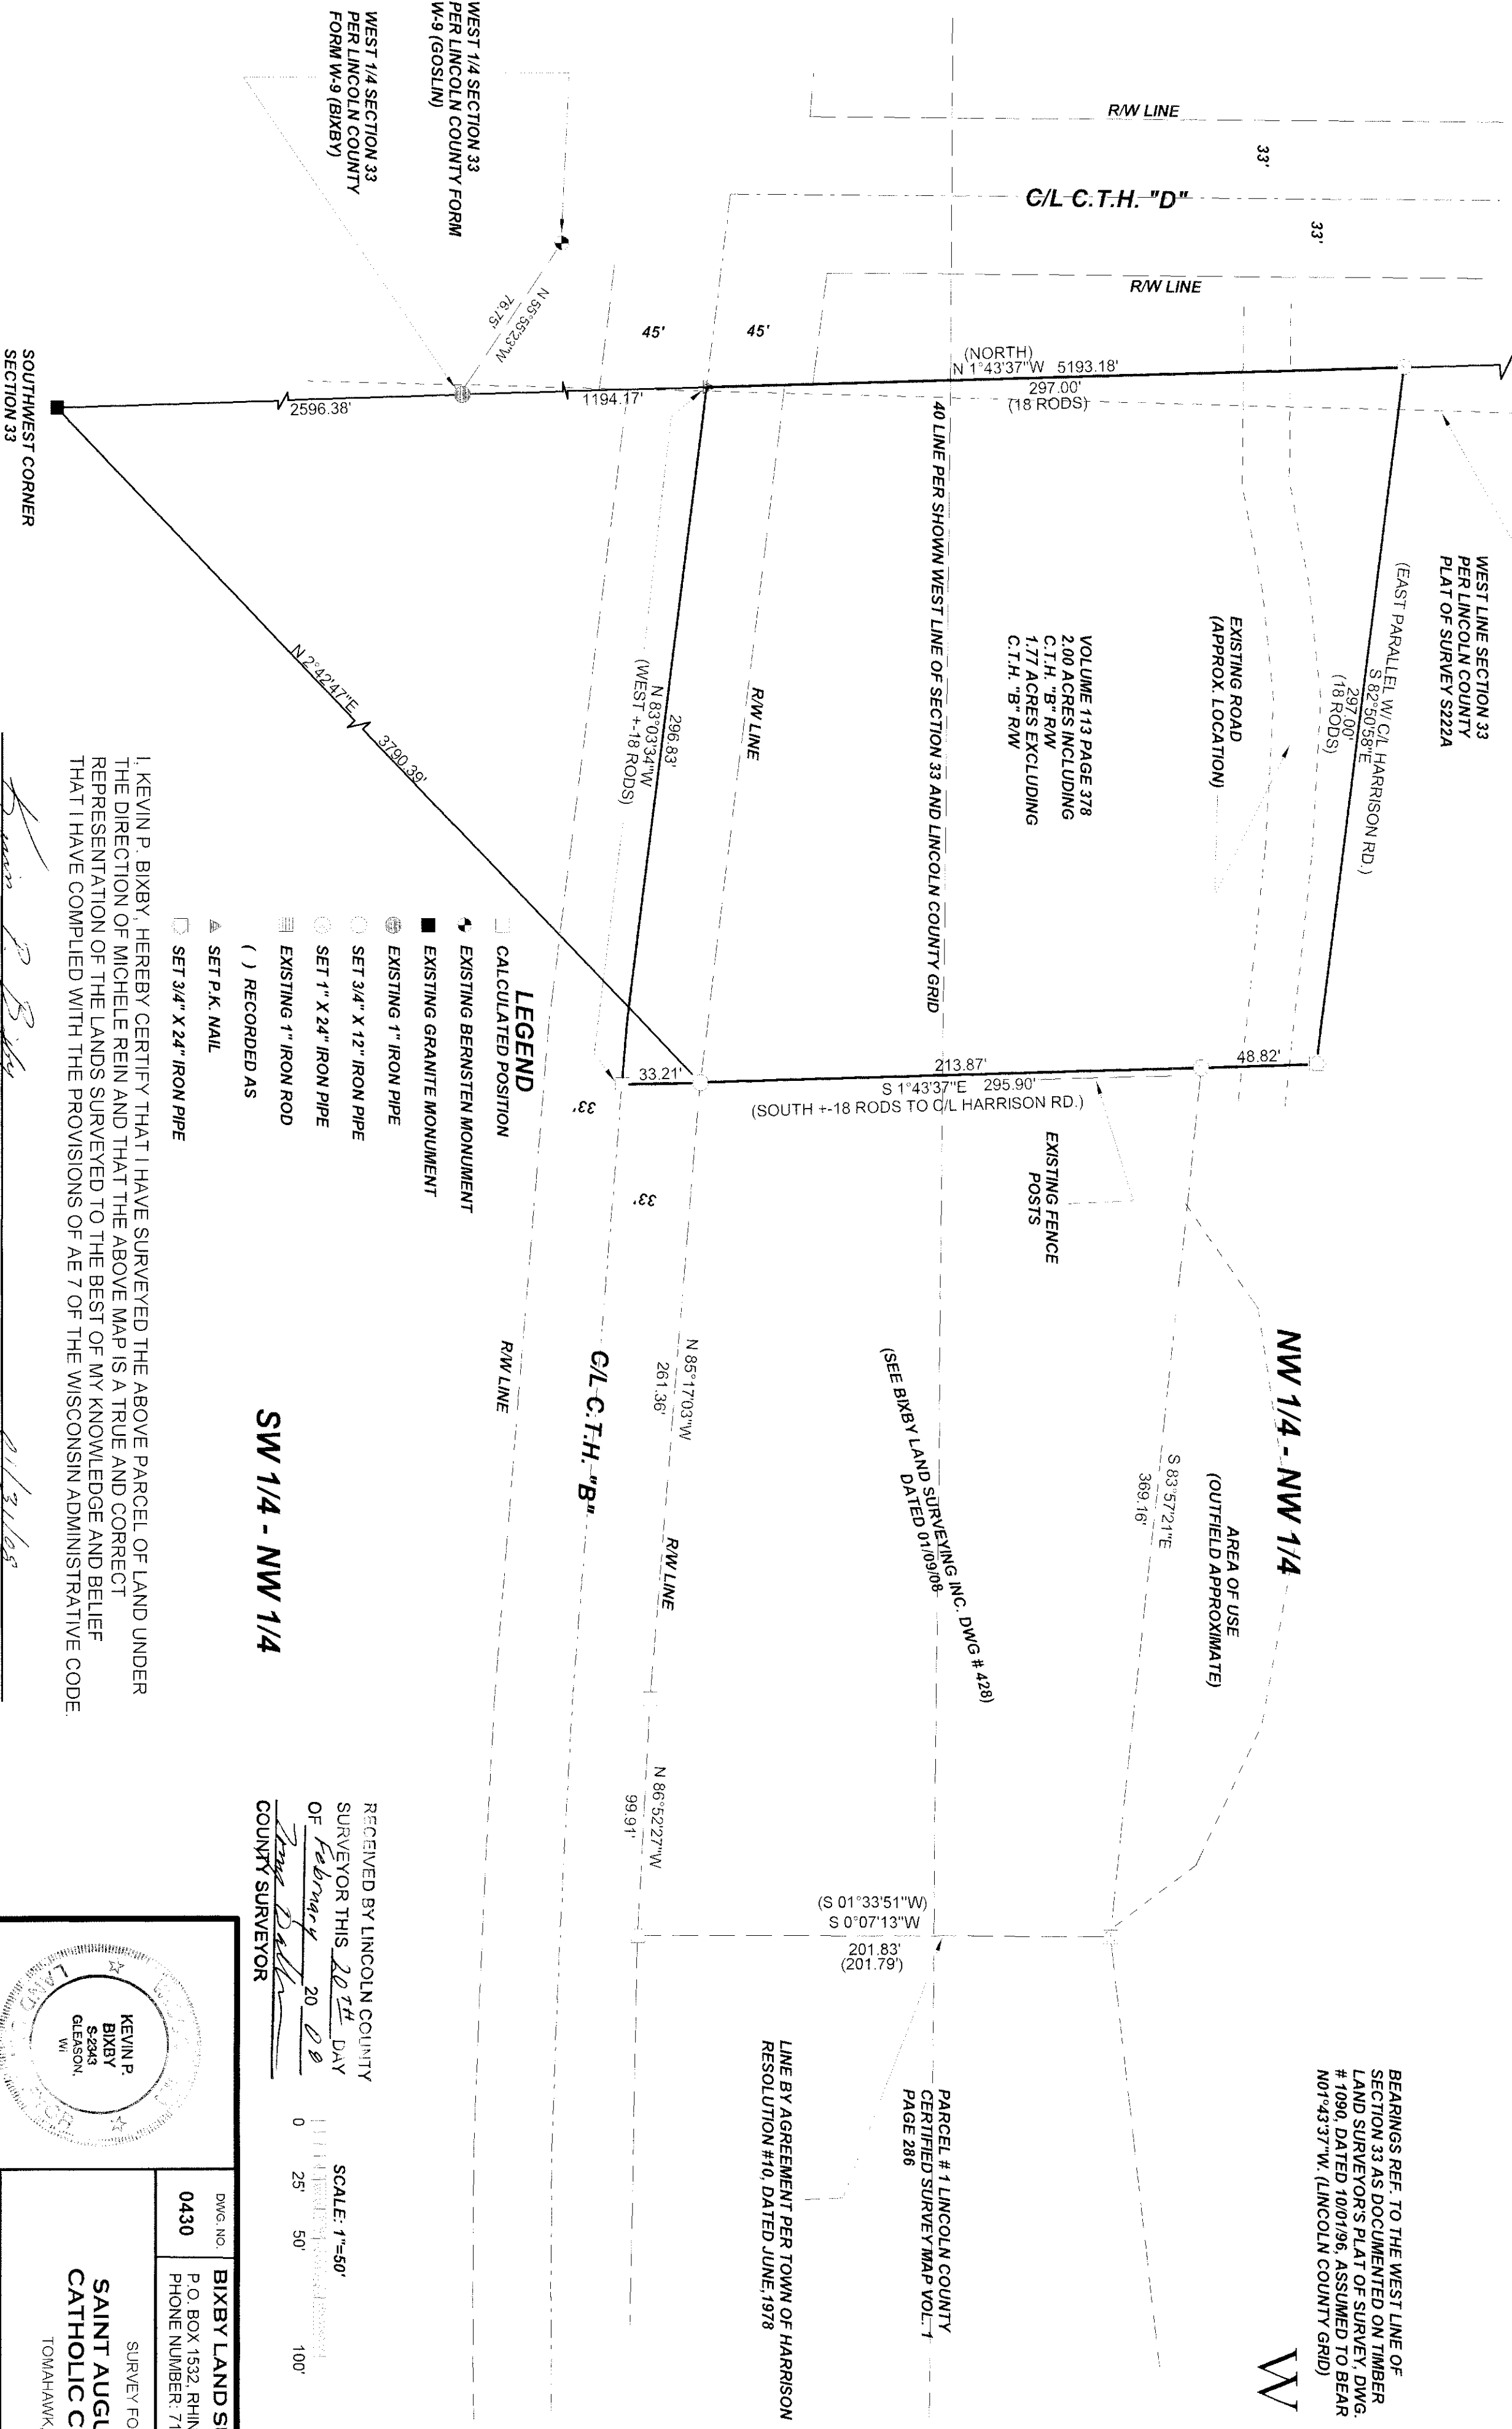 WEST 1/4 SECTION 33
PER LINCOLN COUNTY FORM
W-9 (GOSLIN)
WEST 1/4 SECTION 33
PER LINCOLN COUNTY
FORM W-9 (BIXBY)
R/W LINE
33'
C/L C.T.H. "D"
33'
R/W LINE
45'
45'
N 55°55'23"W
76.75'
(NORTH)
N 1°43'37"W 5193.18'
297.00'
(18 RODS)
1194.17'
2596.38'
SOUTHWEST CORNER
SECTION 33
WEST LINE SECTION 33
PER LINCOLN COUNTY
PLAT OF SURVEY S222A
(EAST PARALLEL W/ C/L HARRISON RD.)
S 82°50'58"E
297.00'
(18 RODS)
EXISTING ROAD
(APPROX. LOCATION)
VOLUME 113 PAGE 378
2.00 ACRES INCLUDING
C.T.H. "B" R/W
1.77 ACRES EXCLUDING
C.T.H. "B" R/W
40 LINE PER SHOWN WEST LINE OF SECTION 33 AND LINCOLN COUNTY GRID
R/W LINE
296.83'
N 83°03'34"W
(WEST +-18 RODS)
N 2°42'47"E
3790.39'
48.82'
213.87'
S 1°43'37"E 295.90'
(SOUTH +-18 RODS TO C/L HARRISON RD.)
33.21'
33'
33'
EXISTING FENCE
POSTS
NW 1/4 - NW 1/4
AREA OF USE
(OUTFIELD APPROXIMATE)
S 83°57'21"E
369.16'
(SEE BIXBY LAND SURVEYING INC. DWG # 428)
DATED 01/09/08
N 85°17'03"W
261.36'
R/W LINE
C/L C.T.H. "B"
R/W LINE
N 86°52'27"W
99.91'
(S 01°33'51"W)
S 0°07'13"W
201.83'
(201.79')
SW 1/4 - NW 1/4
LEGEND
CALCULATED POSITION
EXISTING BERNSTEN MONUMENT
EXISTING GRANITE MONUMENT
EXISTING 1" IRON PIPE
SET 3/4" X 12" IRON PIPE
SET 1" X 24" IRON PIPE
EXISTING 1" IRON ROD
( ) RECORDED AS
SET P.K. NAIL
SET 3/4" X 24" IRON PIPE
I, KEVIN P. BIXBY, HEREBY CERTIFY THAT I HAVE SURVEYED THE ABOVE PARCEL OF LAND UNDER
THE DIRECTION OF MICHELE REIN AND THAT THE ABOVE MAP IS A TRUE AND CORRECT
REPRESENTATION OF THE LANDS SURVEYED TO THE BEST OF MY KNOWLEDGE AND BELIEF
THAT I HAVE COMPLIED WITH THE PROVISIONS OF AE 7 OF THE WISCONSIN ADMINISTRATIVE CODE.
Kevin P. Bixby 01/31/08
BEARINGS REF. TO THE WEST LINE OF
SECTION 33 AS DOCUMENTED ON TIMBER
LAND SURVEYOR'S PLAT OF SURVEY, DWG.
# 1090, DATED 10/01/96, ASSUMED TO BEAR
N01°43'37"W. (LINCOLN COUNTY GRID)
W
PARCEL # 1 LINCOLN COUNTY
CERTIFIED SURVEY MAP VOL. 1
PAGE 286
LINE BY AGREEMENT PER TOWN OF HARRISON
RESOLUTION #10, DATED JUNE,1978
RECEIVED BY LINCOLN COUNTY
SURVEYOR THIS 20TH DAY
OF February 20 08
COUNTY SURVEYOR
SCALE: 1"=50'
0 25' 50' 100'
KEVIN P.
BIXBY
S-2343
GLEASON,
WI
LAND
DWG. NO.
0430
BIXBY LAND S
P.O. BOX 1532, RHIN
PHONE NUMBER: 71
SURVEY FO
SAINT AUGU
CATHOLIC C
TOMAHAWK,